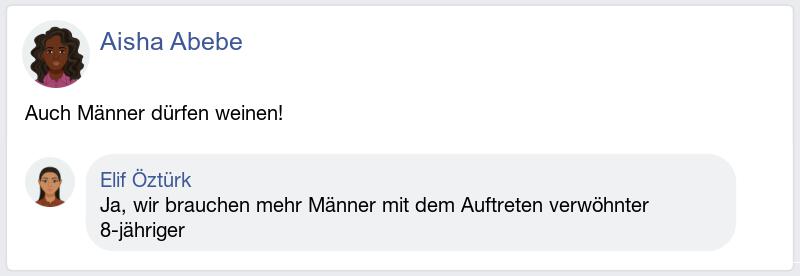 Aisha Abebe
Auch Männer dürfen weinen!
Elif Öztürk
Ja, wir brauchen mehr Männer mit dem Auftreten verwöhnter
8-jähriger